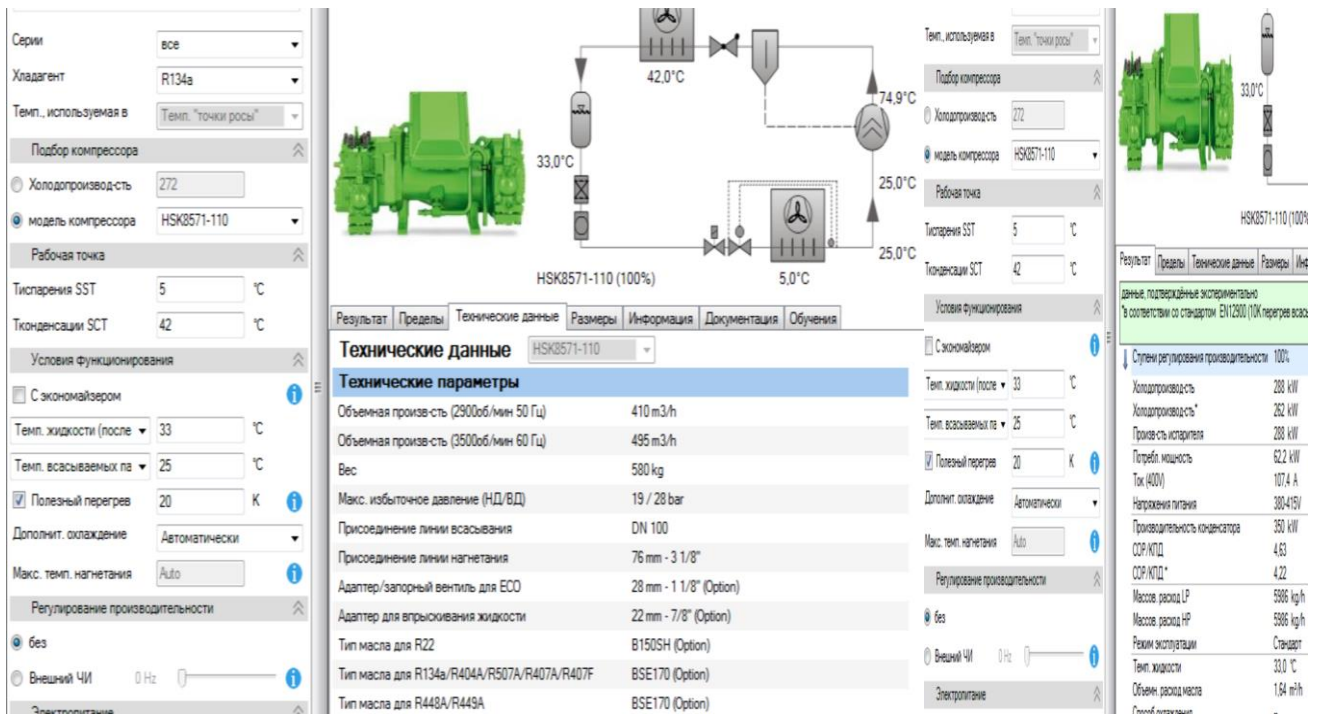 Серии
все
Хладагент
R134a
Темп., используемая в
Темп. "точки росы"
Подбор компрессора
Холодопроизвод-сть
272
модель компрессора
HSK8571-110
Рабочая точка
Tиспарения SST
5
°C
Tконденсации SCT
42
°C
Условия функционирования
С экономайзером
Темп. жидкости (после
33
°C
Темп. всасываемых па
25
°C
Полезный перегрев
20
K
Дополнит. охлаждение
Автоматически
Макс. темп. нагнетания
Auto
Регулирование производительности
без
Внешний ЧИ
0 Hz
Электропитание
42,0°C
74,9°C
33,0°C
25,0°C
25,0°C
HSK8571-110 (100%)
5,0°C
Результат
Пределы
Технические данные
Размеры
Информация
Документация
Обучения
Технические данные
HSK8571-110
Технические параметры
Объемная произв-сть (2900об/мин 50 Гц) 410 m3/h
Объемная произв-сть (3500об/мин 60 Гц) 495 m3/h
Вес 580 kg
Макс. избыточное давление (НД/ВД) 19 / 28 bar
Присоединение линии всасывания DN 100
Присоединение линии нагнетания 76 mm - 3 1/8"
Адаптер/запорный вентиль для ECO 28 mm - 1 1/8" (Option)
Адаптер для впрыскивания жидкости 22 mm - 7/8" (Option)
Тип масла для R22 B150SH (Option)
Тип масла для R134a/R404A/R507A/R407A/R407F BSE170 (Option)
Тип масла для R448A/R449A BSE170 (Option)
Темп., используемая в
Темп. "точки росы"
Подбор компрессора
Холодопроизвод-сть
272
модель компрессора
HSK8571-110
Рабочая точка
Tиспарения SST
5
°C
Tконденсации SCT
42
°C
Условия функционирования
С экономайзером
Темп. жидкости (после
33
°C
Темп. всасываемых па
25
°C
Полезный перегрев
20
K
Дополнит. охлаждение
Автоматически
Макс. темп. нагнетания
Auto
Регулирование производительности
без
Внешний ЧИ
0 Hz
Электропитание
33,0°C
HSK8571-110 (100%
Результат
Пределы
Технические данные
Размеры
данные, подтверждённые экспериментально
*в соответствии со стандартом EN12900 (10K перегрев всась
Ступени регулирования производительности 100%
Холодопроизвод-сть 288 kW
Холодопроизвод-сть* 262 kW
Произв-сть испарителя 288 kW
Потребл. мощность 62,2 kW
Ток (400V) 107,4 A
Напряжения питания 380-415V
Производительность конденсатора 350 kW
COP/КПД 4,63
COP/КПД* 4,22
Массов. расход LP 5986 kg/h
Массов. расход HP 5986 kg/h
Режим эксплуатации Стандарт
Темп. жидкости 33,0 °C
Объемн. расход масла 1,64 m³/h
Способ охлаждения